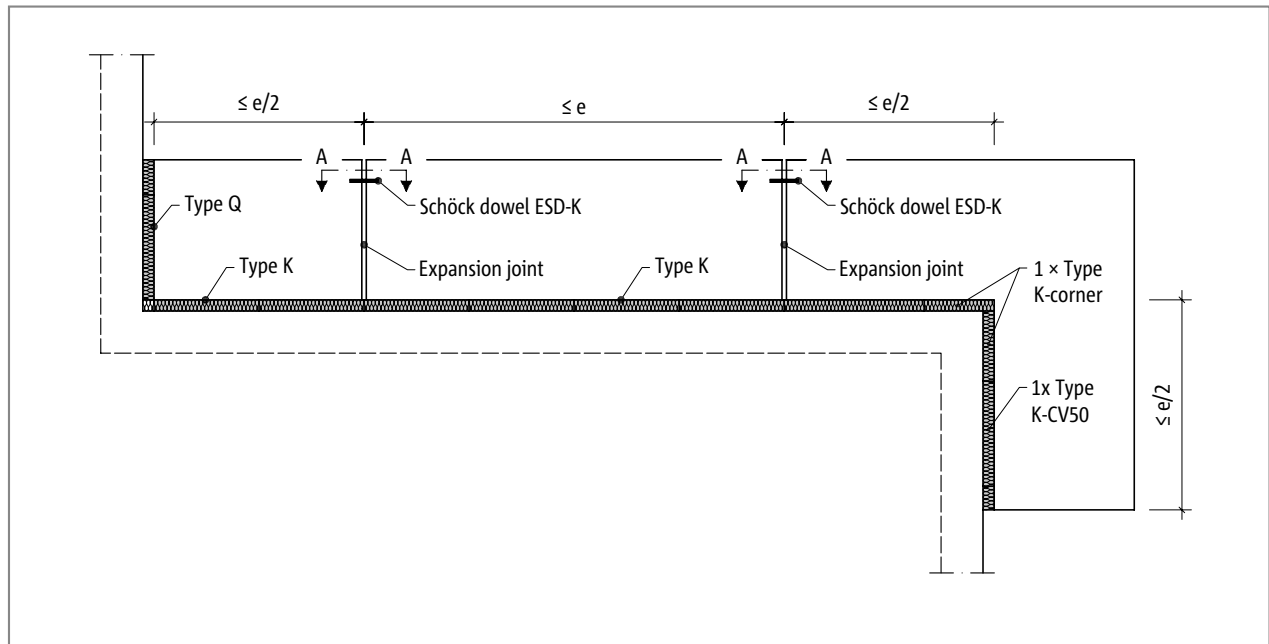 ≤ e/2
≤ e
≤ e/2
A
A
A
A
Type Q
Schöck dowel ESD-K
Schöck dowel ESD-K
Type K
Expansion joint
Type K
Expansion joint
1 × Type
K-corner
1x Type
K-CV50
≤ e/2